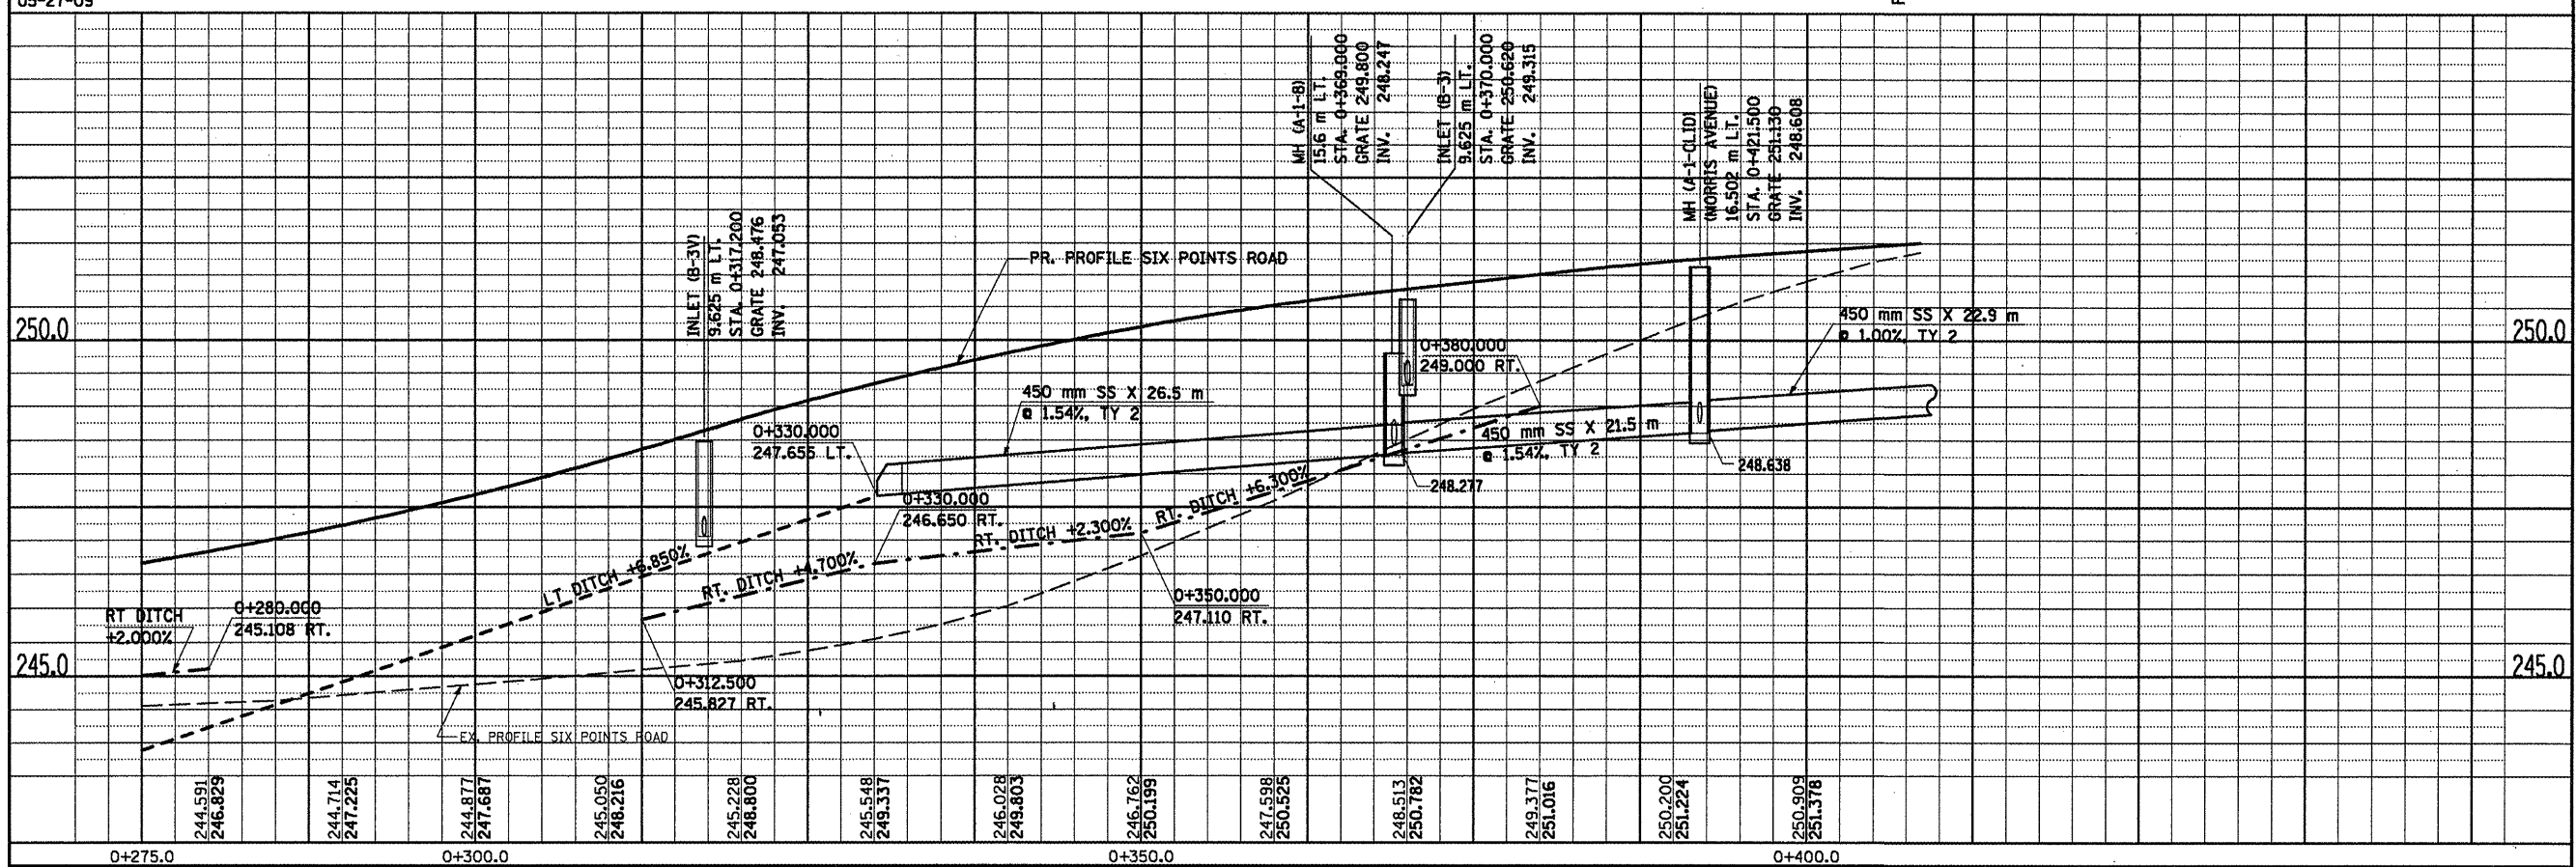 05-27-09
MH (A-1-8)
15.6 m LT.
STA. 0+369.000
GRATE 249.800
INV. 248.247
INLET (B-3)
9.625 m LT.
STA. 0+370.000
GRATE 250.620
INV. 249.315
MH (A-1-CLID)
(MORRIS AVENUE)
16.502 m LT.
STA. 0+421.500
GRATE 251.130
INV. 248.608
INLET (B-3V)
9.625 m LT.
STA. 0+317.200
GRATE 248.476
INV. 247.053
PR. PROFILE SIX POINTS ROAD
250.0
250.0
450 mm SS X 22.9 m
@ 1.00%, TY 2
0+380.000
249.000 RT.
450 mm SS X 26.5 m
@ 1.54%, TY 2
0+330.000
247.655 LT.
450 mm SS X 21.5 m
@ 1.54%, TY 2
248.638
248.277
0+330.000
246.650 RT.
RT. DITCH +6.300%
RT. DITCH +2.300%
LT DITCH +6.850%
RT. DITCH +4.700%
0+350.000
247.110 RT.
RT DITCH
+2.000%
0+280.000
245.108 RT.
245.0
245.0
0+312.500
245.827 RT.
EX. PROFILE SIX POINTS ROAD
244.591
246.829
244.714
247.225
244.877
247.687
245.050
248.216
245.228
248.800
245.548
249.337
246.028
249.803
246.762
250.199
247.598
250.525
248.513
250.782
249.377
251.016
250.200
251.224
250.909
251.378
0+275.0
0+300.0
0+350.0
0+400.0